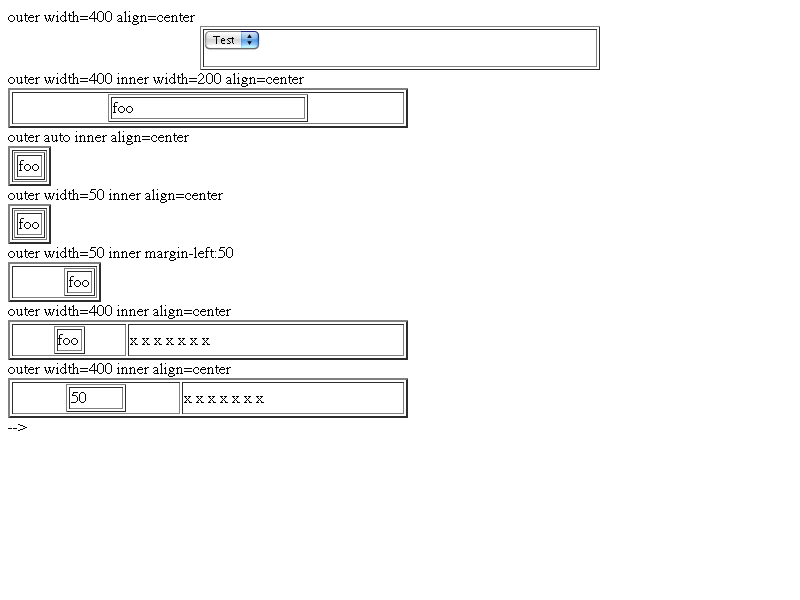 outer width=400 align=center
Test
outer width=400 inner width=200 align=center
foo
outer auto inner align=center
foo
outer width=50 inner align=center
foo
outer width=50 inner margin-left:50
foo
outer width=400 inner align=center
foo x x x x x x x
outer width=400 inner align=center
50 x x x x x x x
-->